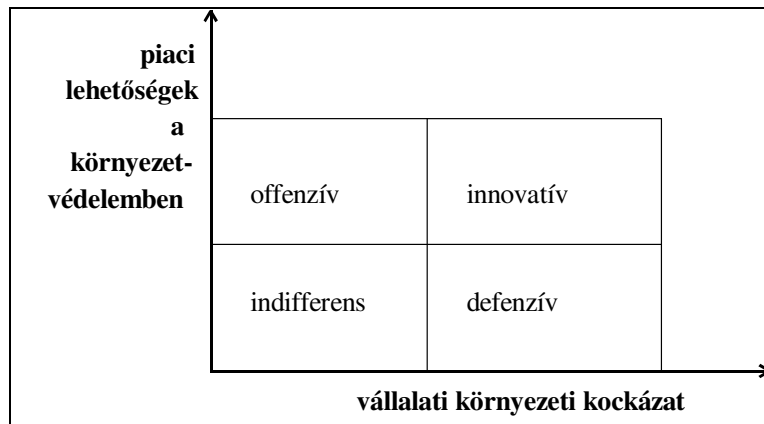 piaci
lehetőségek
a
környezet-
védelemben
offenzív
innovatív
indifferens
defenzív
vállalati környezeti kockázat